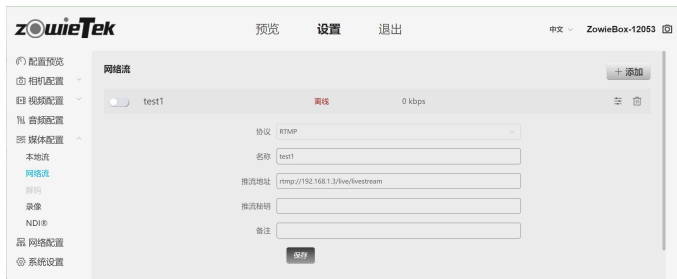 zowieTek
预览 设置 退出
中文 ZowieBox-12053
配置预览
相机配置
视频配置
音频配置
媒体配置
本地流
网络流
解码
录像
NDI®
网络配置
系统设置
网络流
+ 添加
test1 离线 0 kbps
协议 RTMP
名称 test1
推流地址 rtmp://192.168.1.3/live/livestream
推流秘明
备注
保存